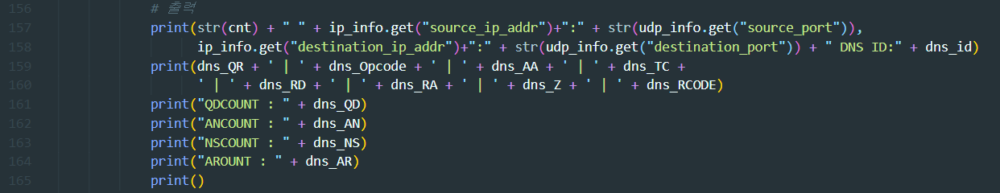 156 # 출력
157 print(str(cnt) + " " + ip_info.get("source_ip_addr")+":" + str(udp_info.get("source_port")),
158 ip_info.get("destination_ip_addr")+":" + str(udp_info.get("destination_port")) + " DNS ID:" + dns_id)
159 print(dns_QR + ' | ' + dns_Opcode + ' | ' + dns_AA + ' | ' + dns_TC +
160 ' | ' + dns_RD + ' | ' + dns_RA + ' | ' + dns_Z + ' | ' + dns_RCODE)
161 print("QDCOUNT : " + dns_QD)
162 print("ANCOUNT : " + dns_AN)
163 print("NSCOUNT : " + dns_NS)
164 print("AROUNT : " + dns_AR)
165 print()